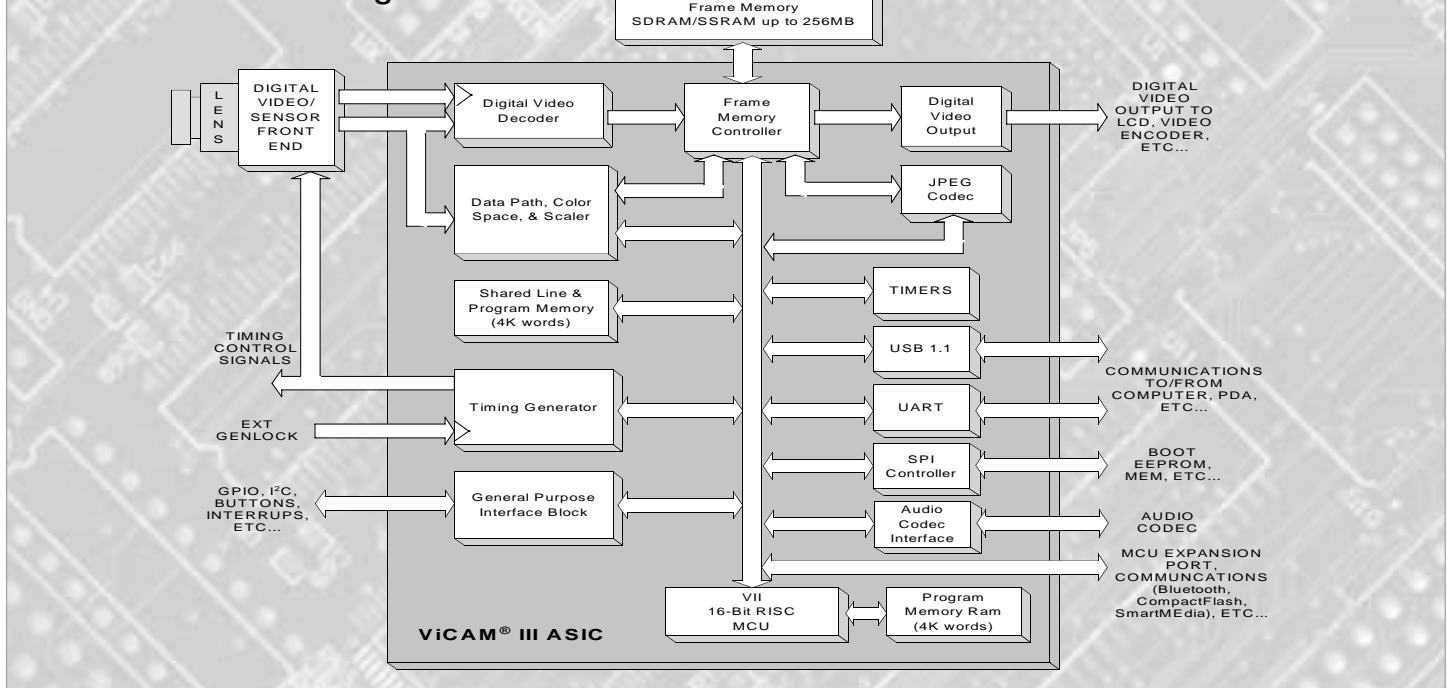 Frame Memory
SDRAM/SSRAM up to 256MB
L
E
N
S
DIGITAL
VIDEO/
SENSOR
FRONT
END
Digital Video
Decoder
Frame
Memory
Controller
Digital
Video
Output
DIGITAL
VIDEO
OUTPUT TO
LCD, VIDEO
ENCODER,
ETC...
Data Path, Color
Space, & Scaler
JPEG
Codec
Shared Line &
Program Memory
(4K words)
TIMERS
TIMING
CONTROL
SIGNALS
USB 1.1
COMMUNICATIONS
TO/FROM
COMPUTER, PDA,
ETC...
Timing Generator
UART
EXT
GENLOCK
SPI
Controller
BOOT
EEPROM,
MEM, ETC...
GPIO, I²C,
BUTTONS,
INTERRUPS,
ETC...
General Purpose
Interface Block
Audio
Codec
Interface
AUDIO
CODEC
MCU EXPANSION
PORT,
COMMUNCATIONS
(Bluetooth,
CompactFlash,
SmartMEdia), ETC...
VII
16-Bit RISC
MCU
Program
Memory Ram
(4K words)
ViCAM® III ASIC